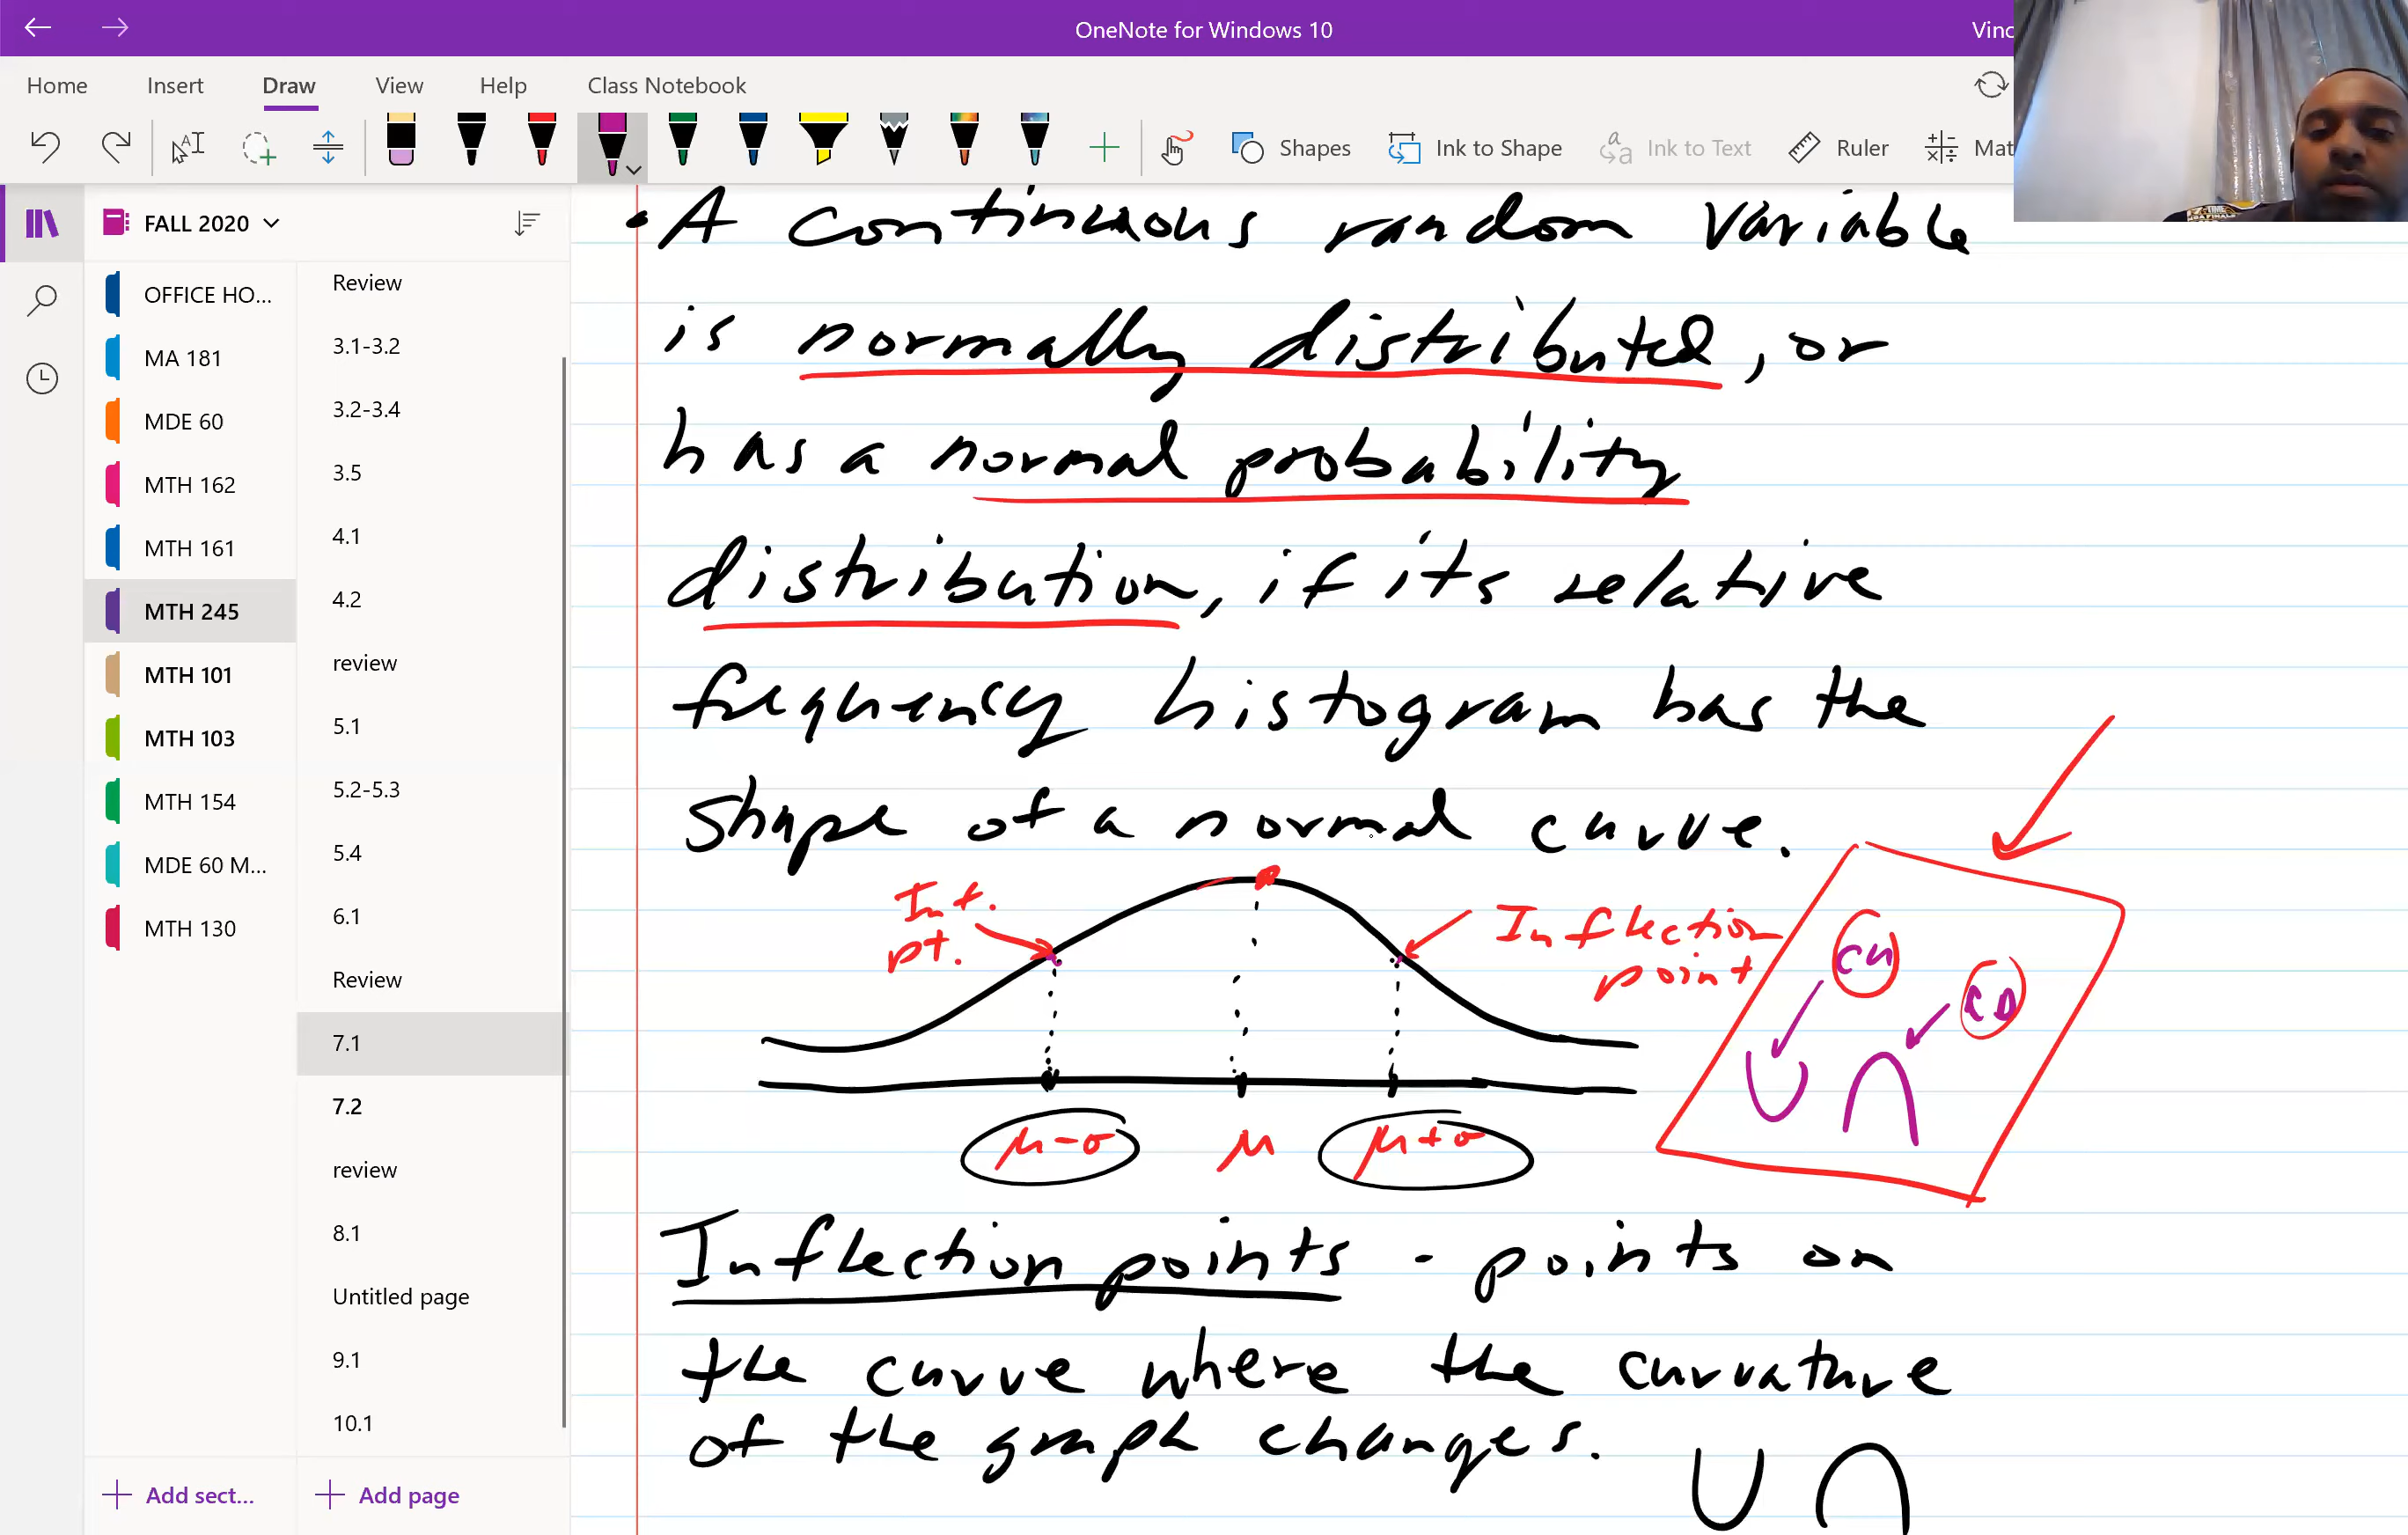 OneNote for Windows 10
Vinc
Home Insert Draw View Help Class Notebook
Shapes Ink to Shape Ink to Text Ruler Mat
FALL 2020
OFFICE HO...
MA 181
MDE 60
MTH 162
MTH 161
MTH 245
MTH 101
MTH 103
MTH 154
MDE 60 M...
MTH 130
Add sect...
Review
3.1-3.2
3.2-3.4
3.5
4.1
4.2
review
5.1
5.2-5.3
5.4
6.1
Review
7.1
7.2
review
8.1
Untitled page
9.1
10.1
Add page
• A continuous random variable
is normally distributed, or
has a normal probability
distribution, if its relative
frequency histogram has the
shape of a normal curve.
Inf.
pt.
Inflection
point
CU
CD
μ-σ μ μ+σ
Inflection points - points on
the curve where the curvature
of the graph changes.